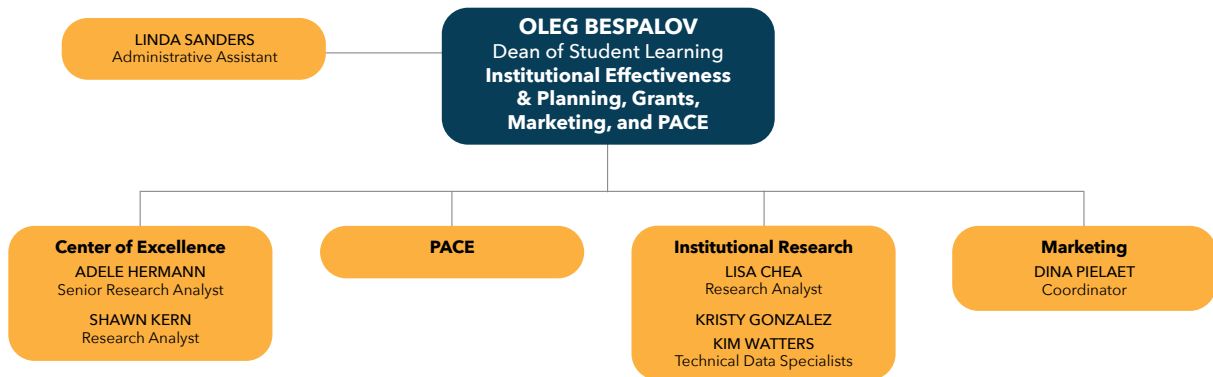 LINDA SANDERS
Administrative Assistant
OLEG BESPALOV
Dean of Student Learning
Institutional Effectiveness
& Planning, Grants,
Marketing, and PACE
Center of Excellence
ADELE HERMANN
Senior Research Analyst
SHAWN KERN
Research Analyst
PACE
Institutional Research
LISA CHEA
Research Analyst
KRISTY GONZALEZ
KIM WATTERS
Technical Data Specialists
Marketing
DINA PIELAET
Coordinator